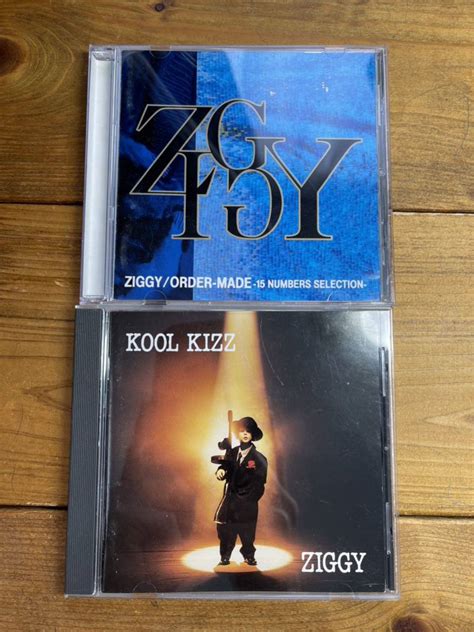 ZIGGY
ZIGGY/ORDER-MADE -15 NUMBERS SELECTION-
KOOL KIZZ
ZIGGY